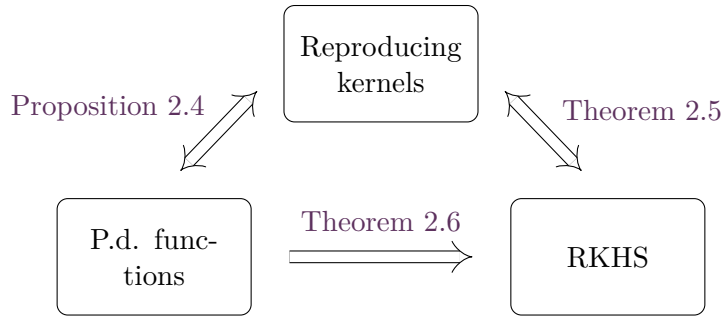 Reproducing
kernels
Proposition 2.4
Theorem 2.5
P.d. func-
tions
Theorem 2.6
RKHS